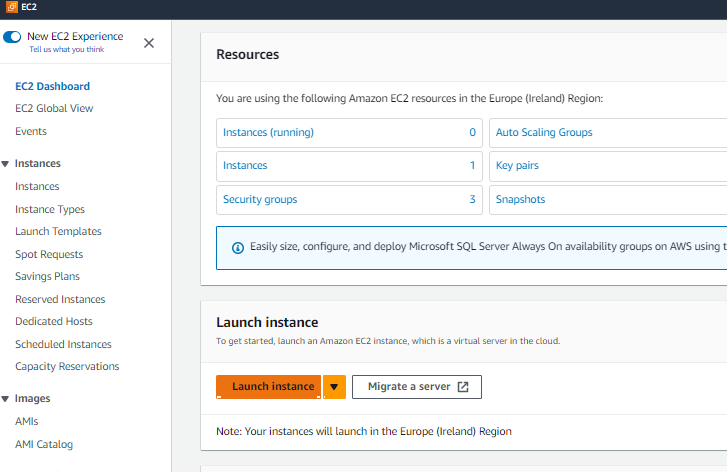 EC2
New EC2 Experience
Tell us what you think
EC2 Dashboard
EC2 Global View
Events
Instances
Instances
Instance Types
Launch Templates
Spot Requests
Savings Plans
Reserved Instances
Dedicated Hosts
Scheduled Instances
Capacity Reservations
Images
AMIs
AMI Catalog
Resources
You are using the following Amazon EC2 resources in the Europe (Ireland) Region:
Instances (running) 0 Auto Scaling Groups
Instances 1 Key pairs
Security groups 3 Snapshots
Easily size, configure, and deploy Microsoft SQL Server Always On availability groups on AWS using t
Launch instance
To get started, launch an Amazon EC2 instance, which is a virtual server in the cloud.
Launch instance Migrate a server
Note: Your instances will launch in the Europe (Ireland) Region